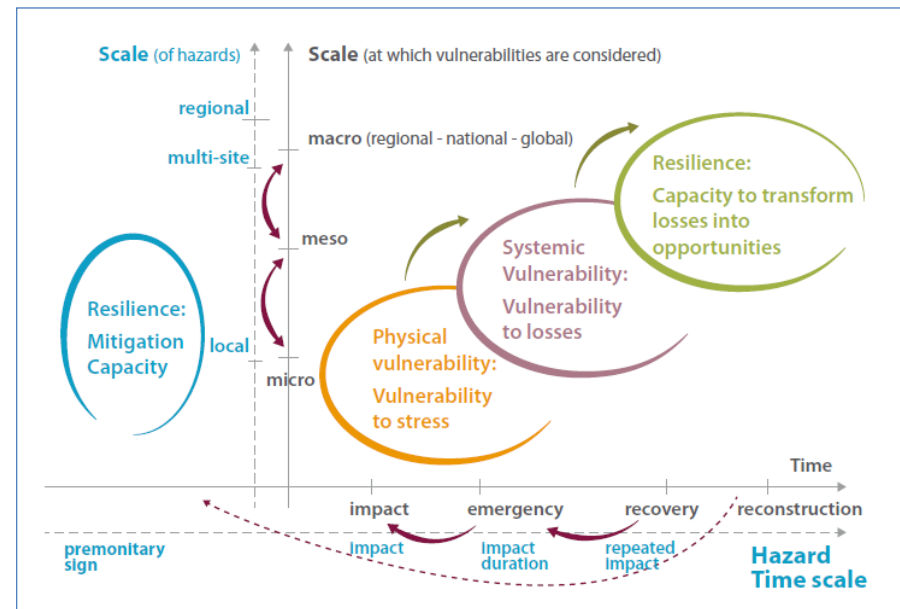 Scale (of hazards)
Scale (at which vulnerabilities are considered)
regional
macro (regional - national - global)
multi-site
meso
local
micro
Resilience:
Mitigation
Capacity
Physical
vulnerability:
Vulnerability
to stress
Systemic
Vulnerability:
Vulnerability
to losses
Resilience:
Capacity to transform
losses into
opportunities
Time
impact
emergency
recovery
reconstruction
premonitary
sign
impact
Impact
duration
repeated
impact
Hazard
Time scale